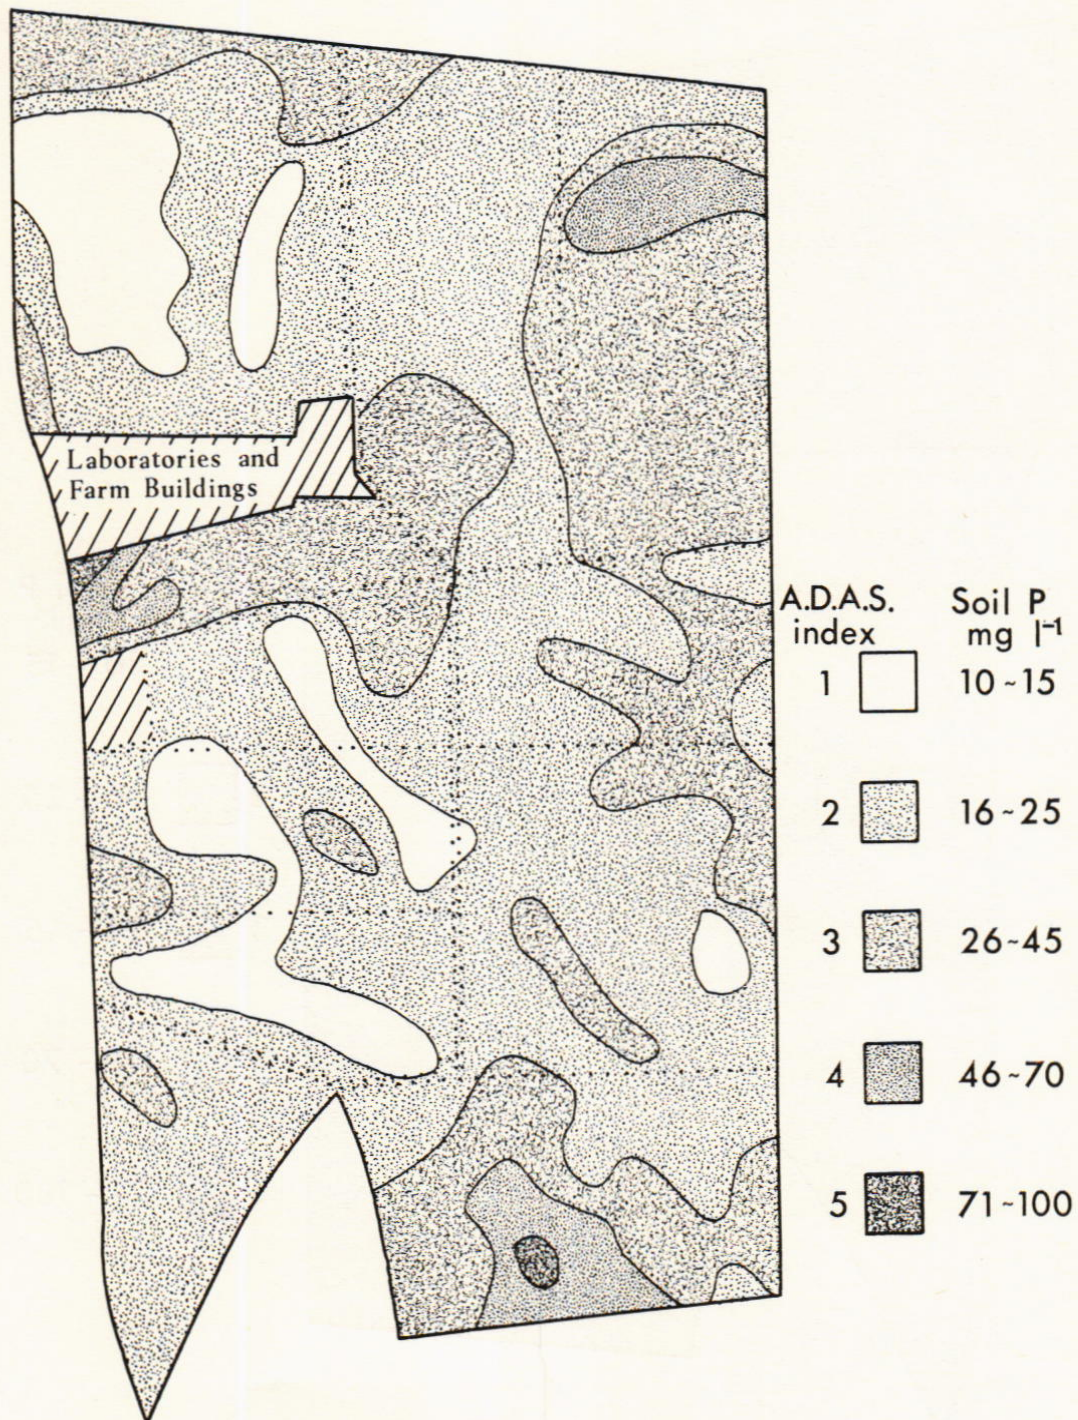 Laboratories and
Farm Buildings
A.D.A.S. Soil P
index mg l⁻¹
1 10~15
2 16~25
3 26~45
4 46~70
5 71~100